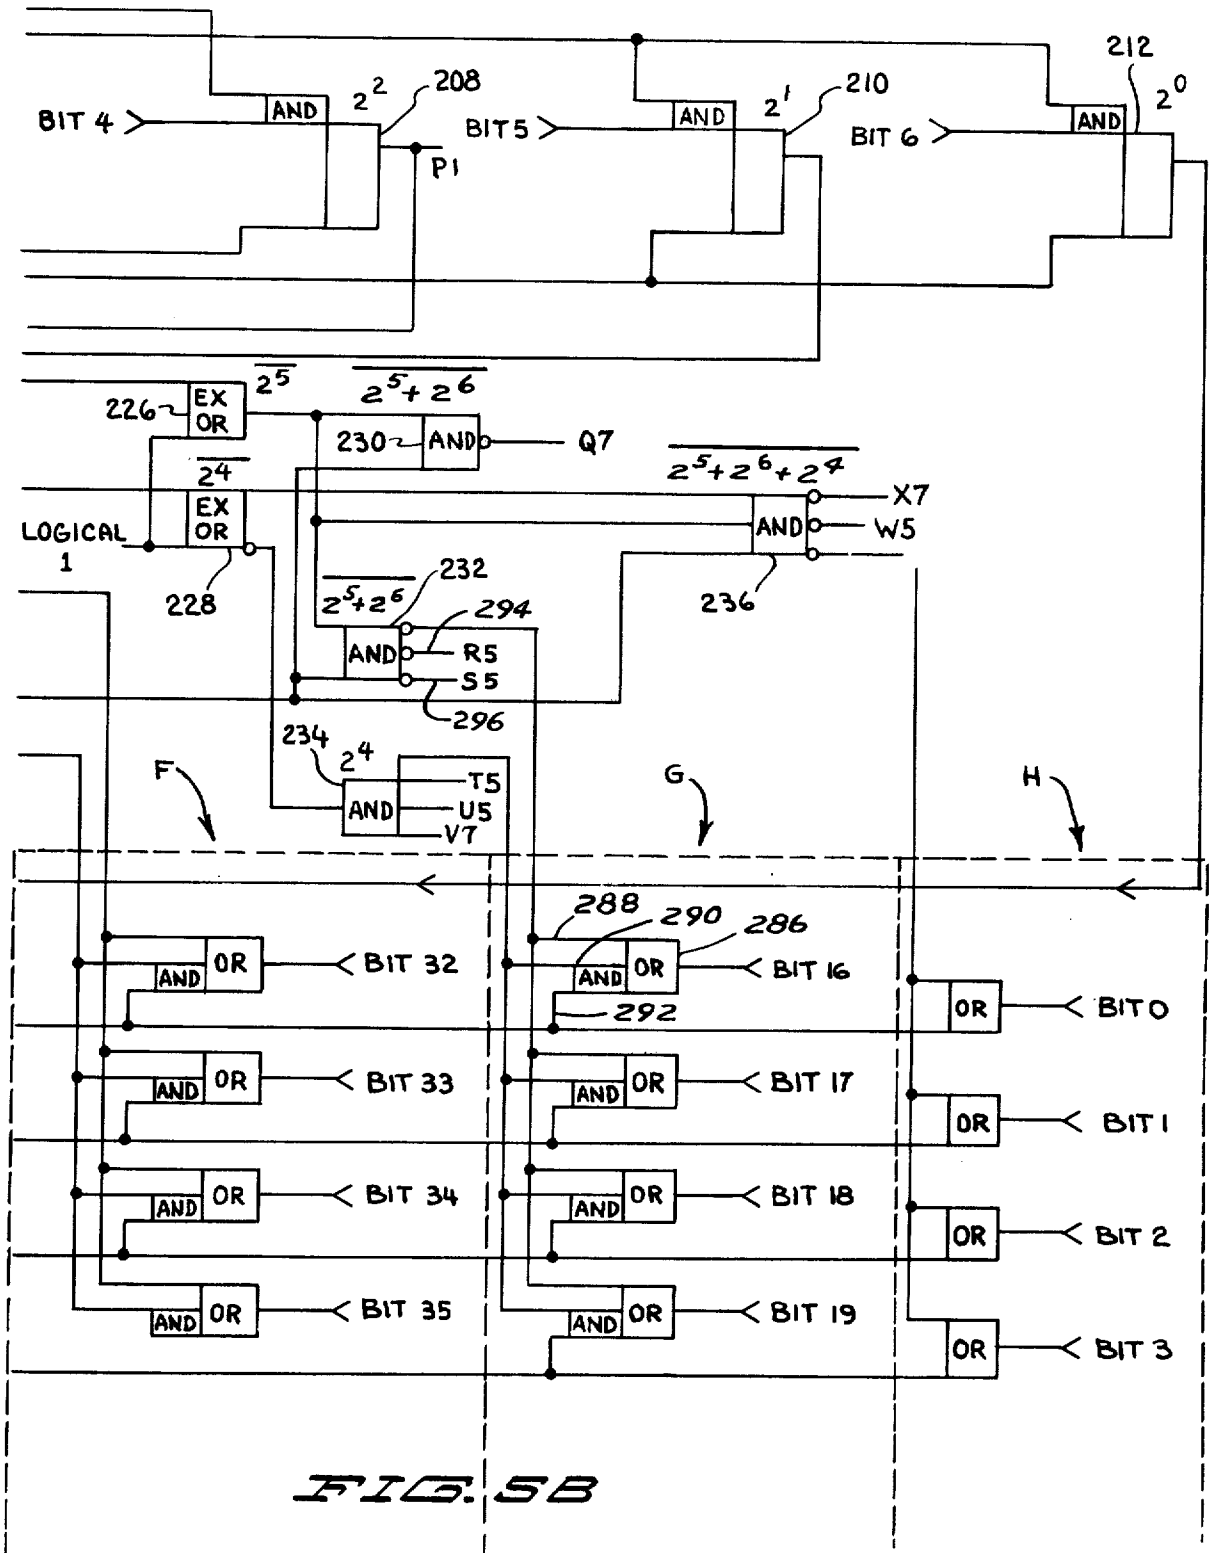 212
2² 208
2¹ 210
2⁰
BIT 4 AND
BIT 5 AND
BIT 6 AND
P1
2⁵
2⁵ + 2⁶
226 EX OR
230 AND Q7
2⁴
2⁵ + 2⁶ + 2⁴
EX OR
X7
AND W5
LOGICAL 1
228
236
2⁵ + 2⁶
232
294
AND R5
S5
296
234 2⁴
F
G
H
T5
AND U5
V7
288 290 286
AND OR BIT 32
AND OR BIT 16
292
OR BIT 0
AND OR BIT 33
AND OR BIT 17
OR BIT 1
AND OR BIT 34
AND OR BIT 18
OR BIT 2
AND OR BIT 35
AND OR BIT 19
OR BIT 3
FIG. 5B